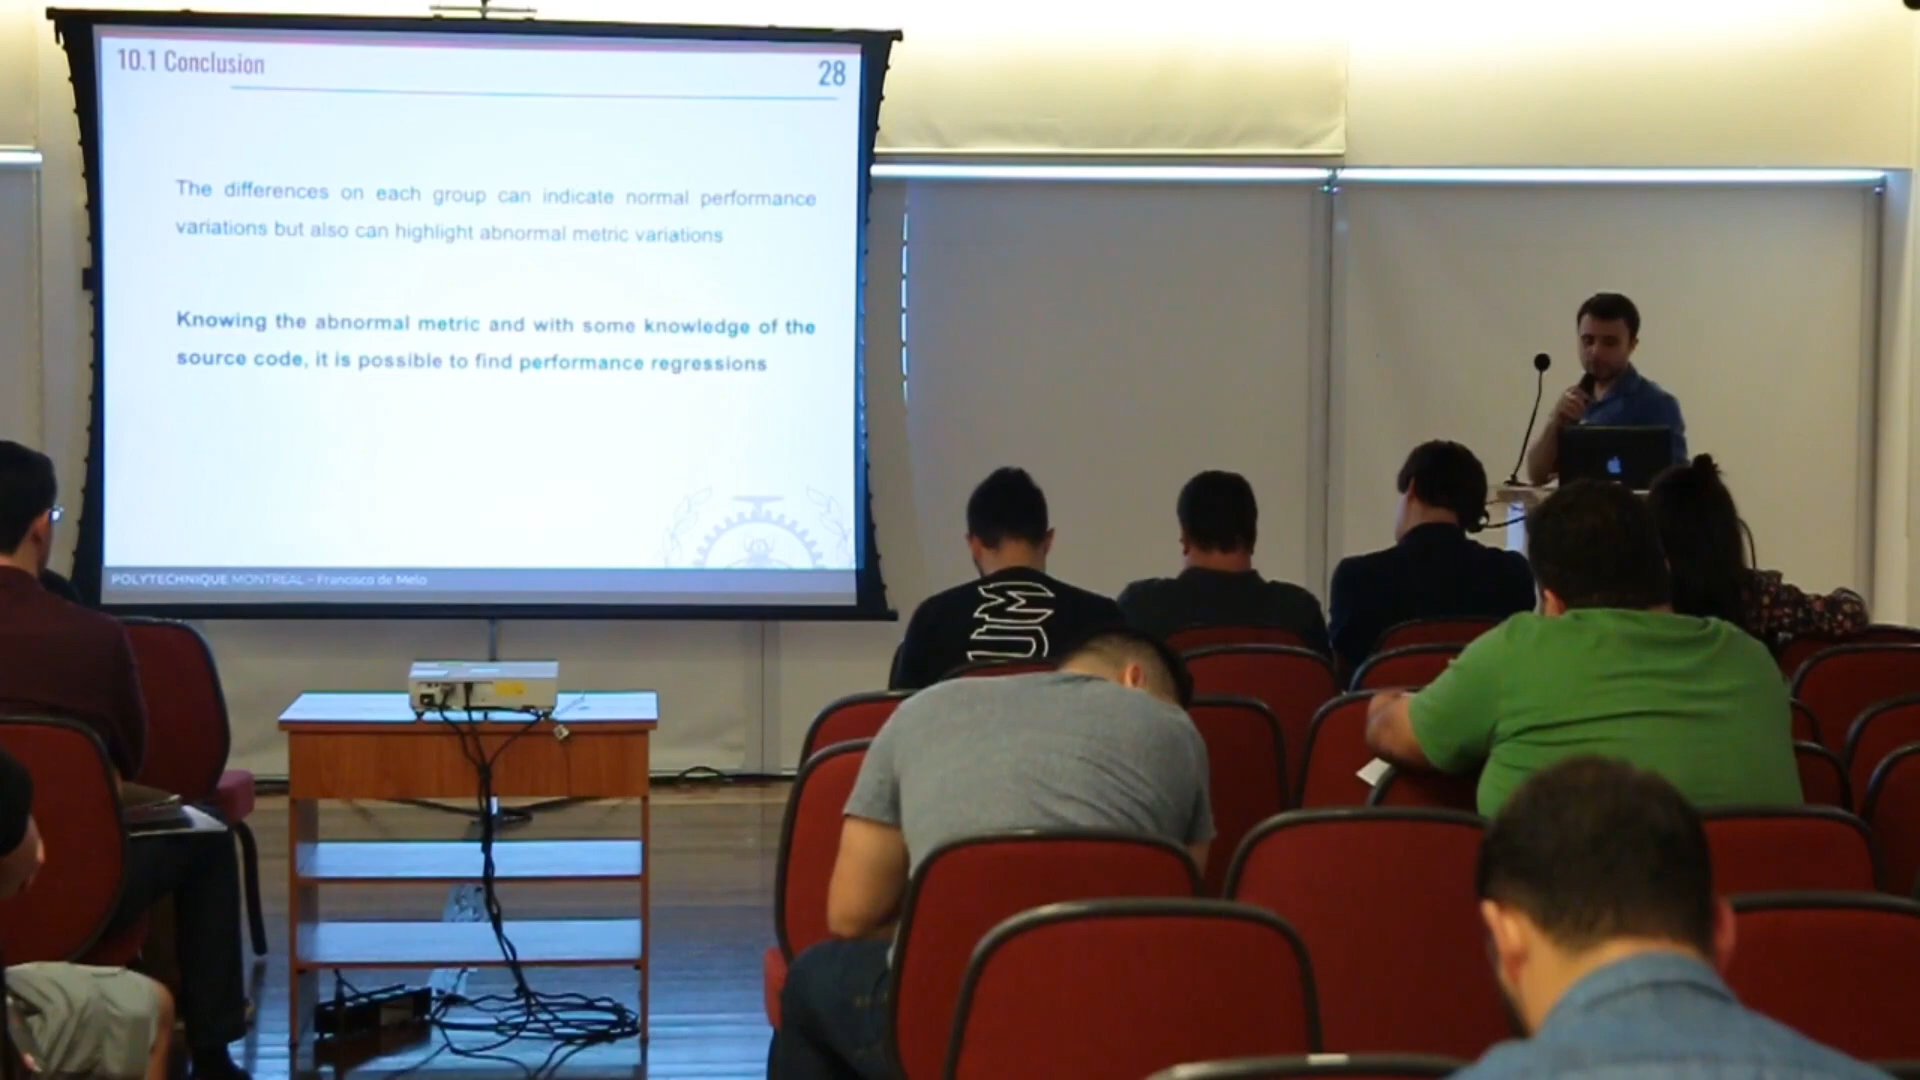 10.1 Conclusion
28
The differences on each group can indicate normal performance
variations but also can highlight abnormal metric variations
Knowing the abnormal metric and with some knowledge of the
source code, it is possible to find performance regressions
POLYTECHNIQUE MONTRÉAL – Francisco de Melo
UM